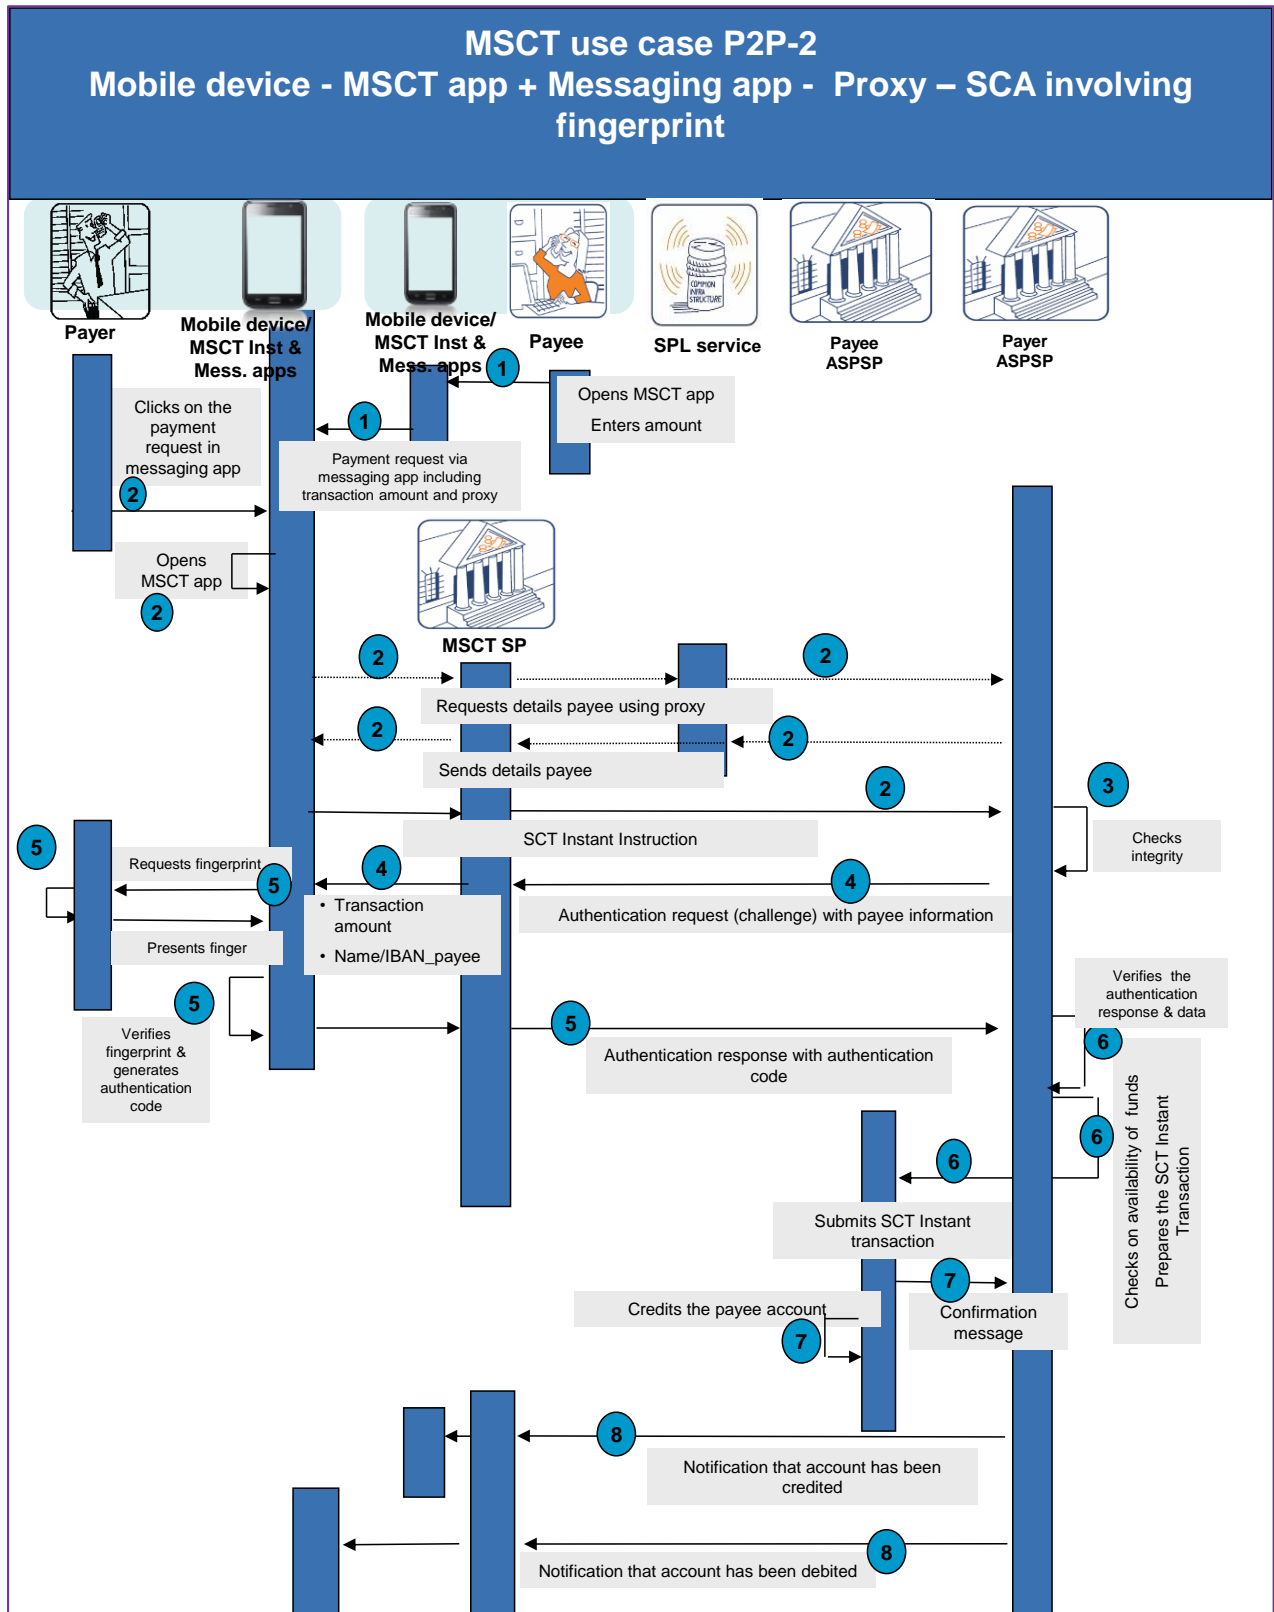 MSCT use case P2P-2
Mobile device - MSCT app + Messaging app -  Proxy – SCA involving
fingerprint
COMMON
INFRA
STRUCTURE
Payer
Mobile device/
MSCT Inst &
Mess. apps
Mobile device/
MSCT Inst &
Mess. apps
Payee
SPL service
Payee
ASPSP
Payer
ASPSP
1
Opens MSCT app
Enters amount
Clicks on the
payment
request in
messaging app
1
Payment request via
messaging app including
transaction amount and proxy
2
Opens
MSCT app
2
MSCT SP
2
2
Requests details payee using proxy
2
2
Sends details payee
2
3
SCT Instant Instruction
Checks
integrity
5
Requests fingerprint
5
4
4
• Transaction
amount
• Name/IBAN_payee
Authentication request (challenge) with payee information
Presents finger
5
Verifies
fingerprint &
generates
authentication
code
5
Authentication response with authentication
code
Verifies  the
authentication
response & data
6
6
6
Checks on availability of  funds
Prepares the SCT Instant
Transaction
Submits SCT Instant
transaction
7
Confirmation
message
Credits the payee account
7
8
Notification that account has been
credited
8
Notification that account has been debited